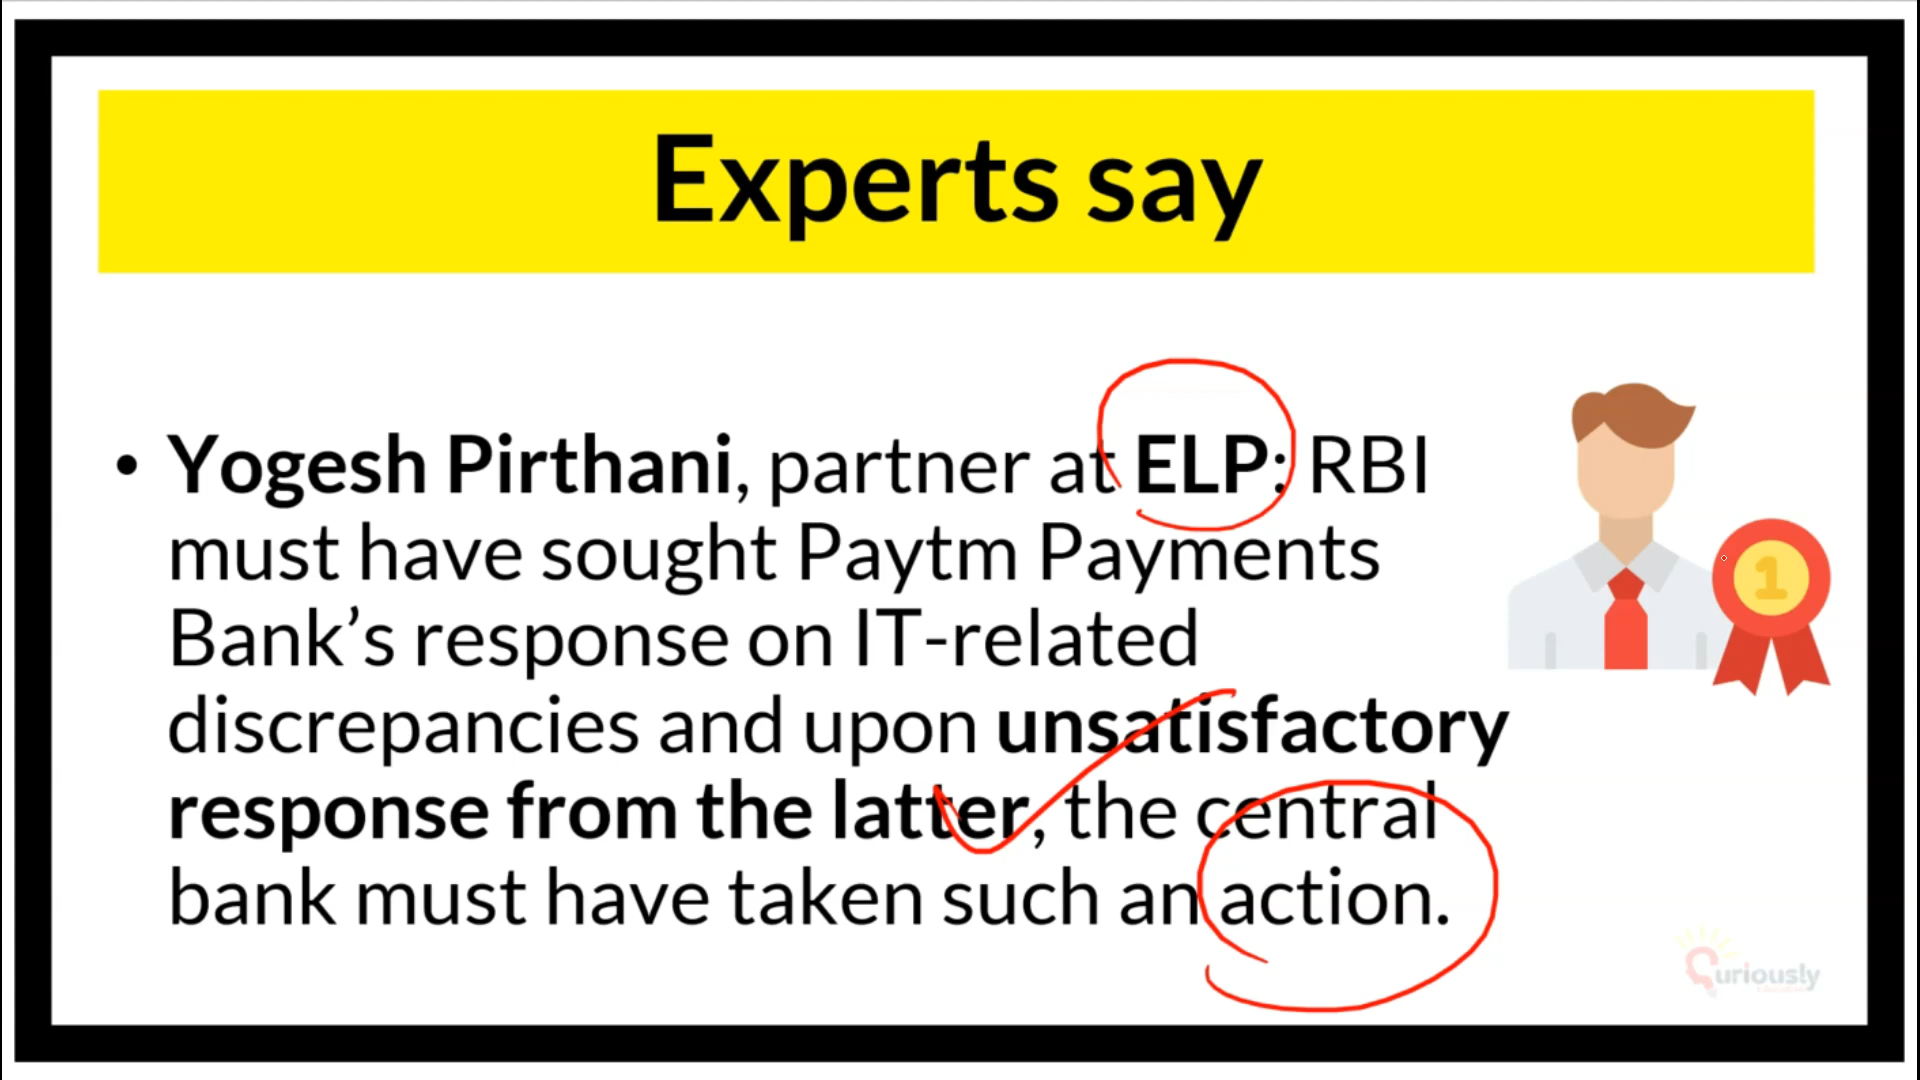 Experts say
• Yogesh Pirthani, partner at ELP: RBI
must have sought Paytm Payments
Bank’s response on IT-related
discrepancies and upon unsatisfactory
response from the latter, the central
bank must have taken such an action.
1
Curiously